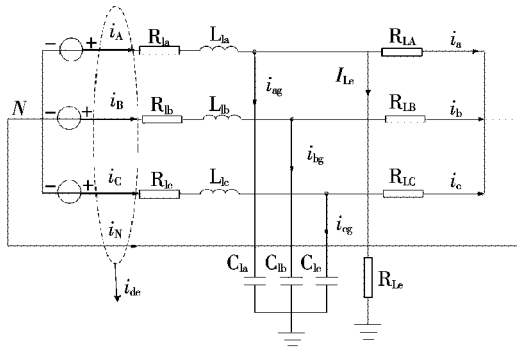 − + i_A R_la L_la R_LA i_a
i_ag I_Le
N − + i_B R_lb L_lb R_LB i_b
i_bg
− + i_C R_lc L_lc R_LC i_c
i_N i_cg
C_la C_lb C_lc R_Le
i_de